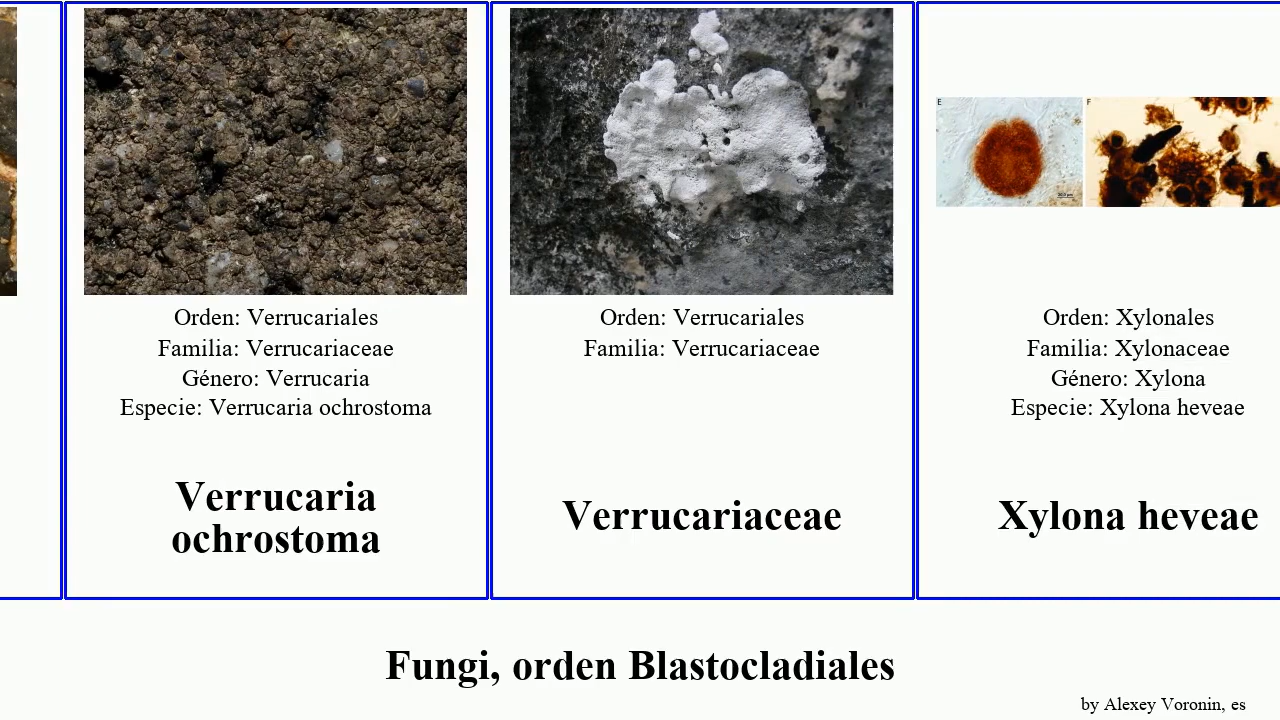 E
F
Orden: Verrucariales
Familia: Verrucariaceae
Género: Verrucaria
Especie: Verrucaria ochrostoma
Verrucaria
ochrostoma
Orden: Verrucariales
Familia: Verrucariaceae
Verrucariaceae
Orden: Xylonales
Familia: Xylonaceae
Género: Xylona
Especie: Xylona heveae
Xylona heveae
Fungi, orden Blastocladiales
by Alexey Voronin, es